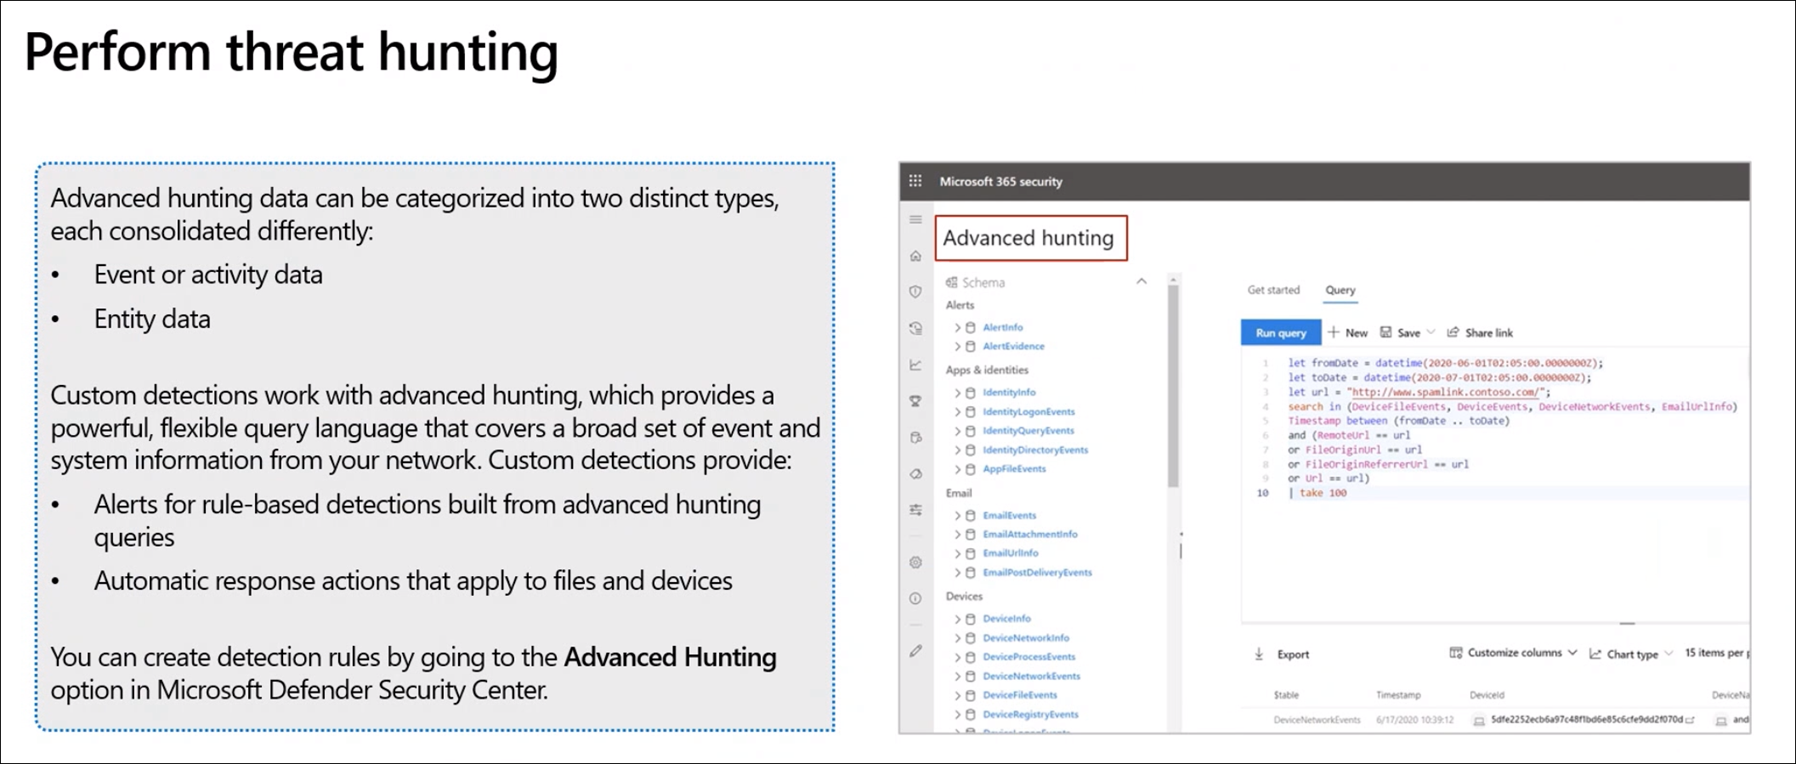 Perform threat hunting
Advanced hunting data can be categorized into two distinct types,
each consolidated differently:
• Event or activity data
• Entity data
Custom detections work with advanced hunting, which provides a
powerful, flexible query language that covers a broad set of event and
system information from your network. Custom detections provide:
• Alerts for rule-based detections built from advanced hunting
queries
• Automatic response actions that apply to files and devices
You can create detection rules by going to the Advanced Hunting
option in Microsoft Defender Security Center.
Microsoft 365 security
Advanced hunting
Schema
Alerts
AlertInfo
AlertEvidence
Apps & identities
IdentityInfo
IdentityLogonEvents
IdentityQueryEvents
IdentityDirectoryEvents
AppFileEvents
Email
EmailEvents
EmailAttachmentInfo
EmailUrlInfo
EmailPostDeliveryEvents
Devices
DeviceInfo
DeviceNetworkInfo
DeviceProcessEvents
DeviceNetworkEvents
DeviceFileEvents
DeviceRegistryEvents
Get started Query
Run query New Save Share link
1 let fromDate = datetime(2020-06-01T02:05:00.0000000Z);
2 let toDate = datetime(2020-07-01T02:05:00.0000000Z);
3 let url = "http://www.spamlink.contoso.com/";
4 search in (DeviceFileEvents, DeviceEvents, DeviceNetworkEvents, EmailUrlInfo)
5 Timestamp between (fromDate .. toDate)
6 and (RemoteUrl == url
7 or FileOriginUrl == url
8 or FileOriginReferrerUrl == url
9 or Url == url)
10 | take 100
Export Customize columns Chart type 15 items per
$table Timestamp DeviceId DeviceNa
DeviceNetworkEvents 6/17/2020 10:39:12 and